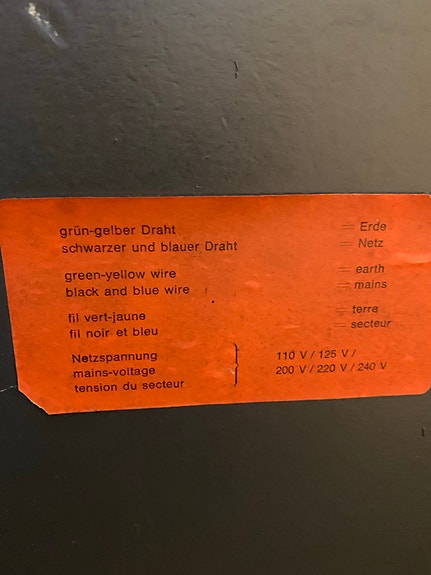 grün-gelber Draht = Erde
schwarzer und blauer Draht = Netz
green-yellow wire = earth
black and blue wire = mains
fil vert-jaune = terra
fil noir et bleu = secteur
Netzspannung } 110 V / 125 V /
mains-voltage 200 V / 220 V / 240 V
tension du secteur